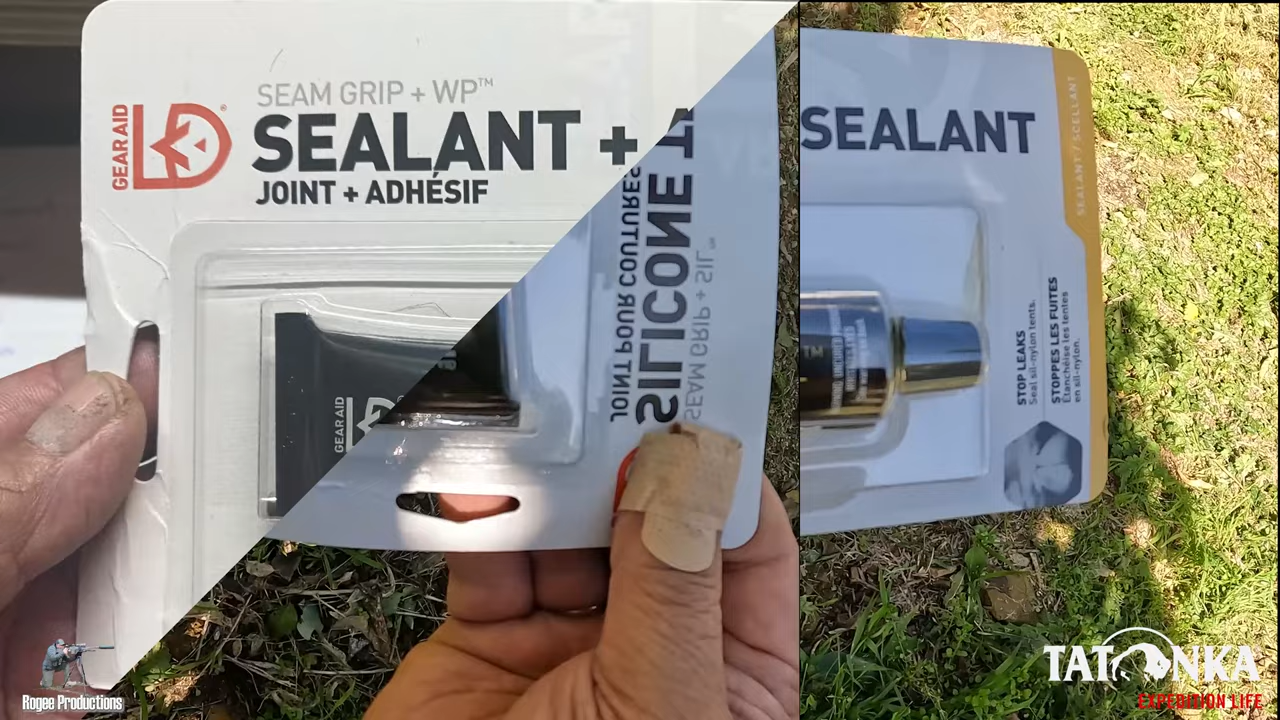 GEAR AID
SEAM GRIP + WP™
SEALANT +
JOINT + ADHÉSIF
GEAR AID
JOINT POUR COUTURES
SILICONE
SEAM GRIP + SIL™
SEALANT
SEALANT / SCELLANT
STOP LEAKS
Seal sil-nylon tents.
STOPPES LES FUITES
Étanchéise les tentes
en sil-nylon.
Rogee Productions
TATONKA
EXPEDITION LIFE